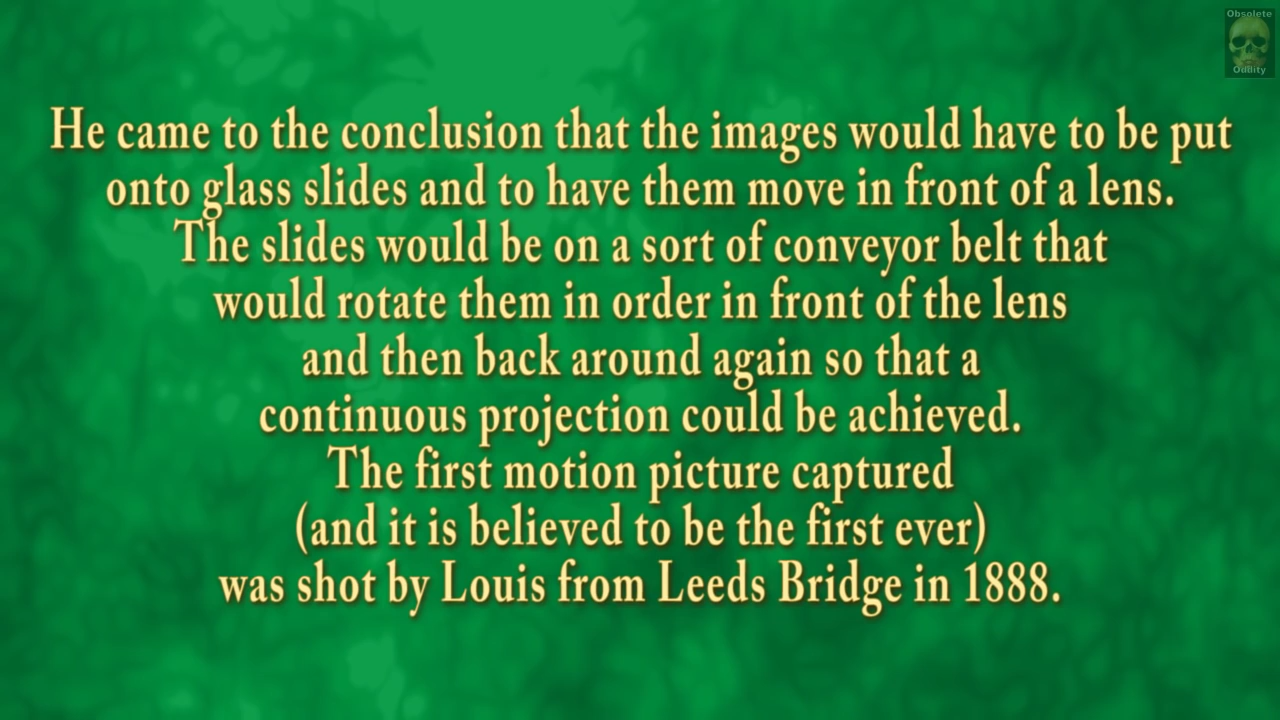 Obsolete
Oddity
He came to the conclusion that the images would have to be put
onto glass slides and to have them move in front of a lens.
The slides would be on a sort of conveyor belt that
would rotate them in order in front of the lens
and then back around again so that a
continuous projection could be achieved.
The first motion picture captured
(and it is believed to be the first ever)
was shot by Louis from Leeds Bridge in 1888.